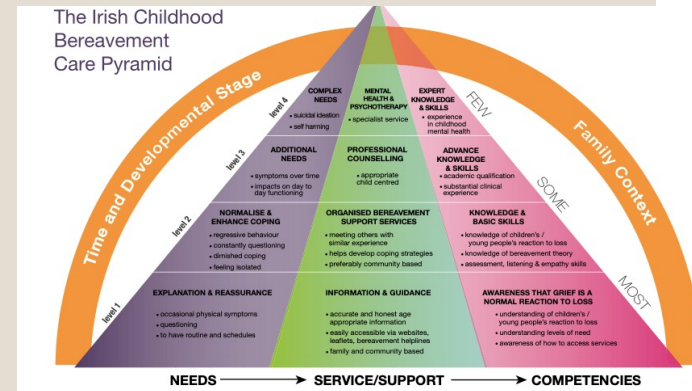 The Irish Childhood
Bereavement
Care Pyramid
Time and Developmental Stage
Family Context
level 4
COMPLEX
NEEDS
• suicidal ideation
• self harming
MENTAL
HEALTH &
PSYCHOTHERAPY
• specialist service
EXPERT
KNOWLEDGE
& SKILLS
• experience
in childhood
mental health
FEW
level 3
ADDITIONAL
NEEDS
• symptoms over time
• impacts on day to
day functioning
PROFESSIONAL
COUNSELLING
• appropriate
child centred
ADVANCE
KNOWLEDGE
& SKILLS
• academic qualification
• substantial clinical
experience
SOME
level 2
NORMALISE &
ENHANCE COPING
• regressive behaviour
• constantly questioning
• diminished coping
• feeling isolated
ORGANISED BEREAVEMENT
SUPPORT SERVICES
• meeting others with
similar experience
• helps develop coping strategies
• preferably community based
KNOWLEDGE &
BASIC SKILLS
• knowledge of children's /
young people's reaction to loss
• knowledge of bereavement theory
• assessment, listening & empathy skills
MOST
level 1
EXPLANATION & REASSURANCE
• occasional physical symptoms
• questioning
• to have routine and schedules
INFORMATION & GUIDANCE
• accurate and honest age
appropriate information
• easily accessible via websites,
leaflets, bereavement helplines
• family and community based
AWARENESS THAT GRIEF IS A
NORMAL REACTION TO LOSS
• understanding of children's /
young people's reaction to loss
• understanding levels of need
• awareness of how to access services
NEEDS → SERVICE/SUPPORT → COMPETENCIES